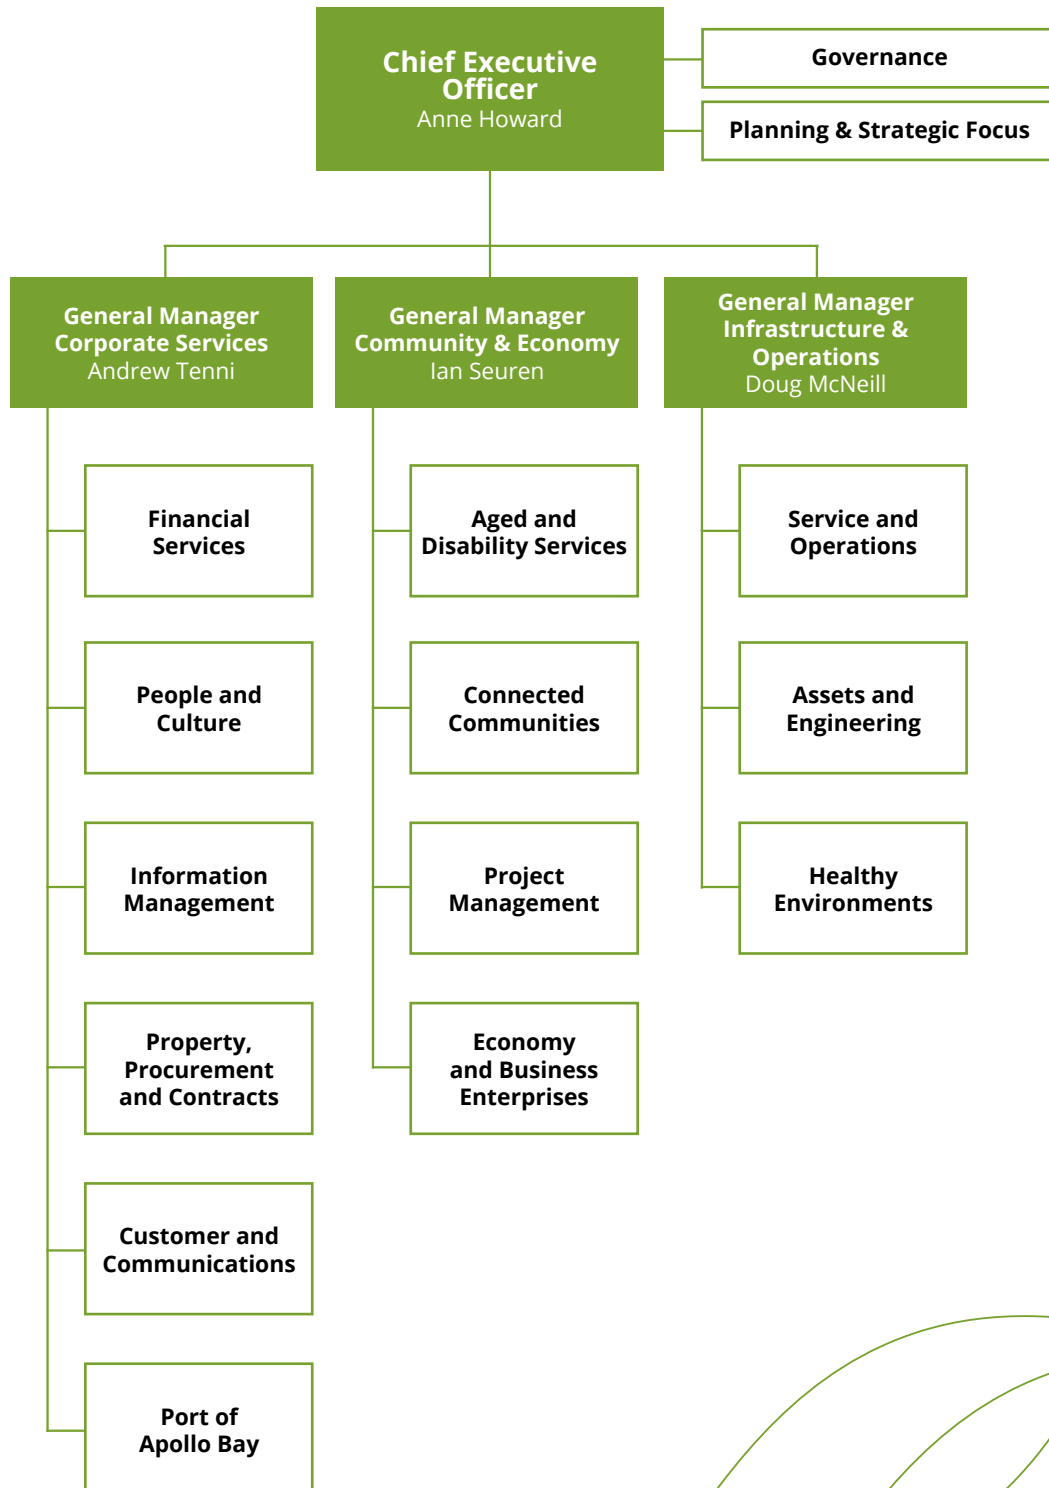 Chief Executive
Officer
Anne Howard
Governance
Planning & Strategic Focus
General Manager
Corporate Services
Andrew Tenni
General Manager
Community & Economy
Ian Seuren
General Manager
Infrastructure &
Operations
Doug McNeill
Financial
Services
People and
Culture
Information
Management
Property,
Procurement
and Contracts
Customer and
Communications
Port of
Apollo Bay
Aged and
Disability Services
Connected
Communities
Project
Management
Economy
and Business
Enterprises
Service and
Operations
Assets and
Engineering
Healthy
Environments